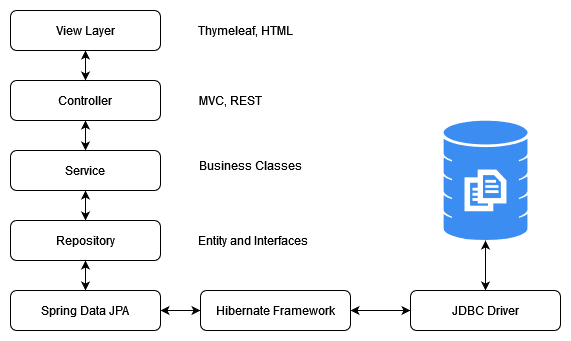 View Layer
Thymeleaf, HTML
Controller
MVC, REST
Service
Business Classes
Repository
Entity and Interfaces
Spring Data JPA
Hibernate Framework
JDBC Driver